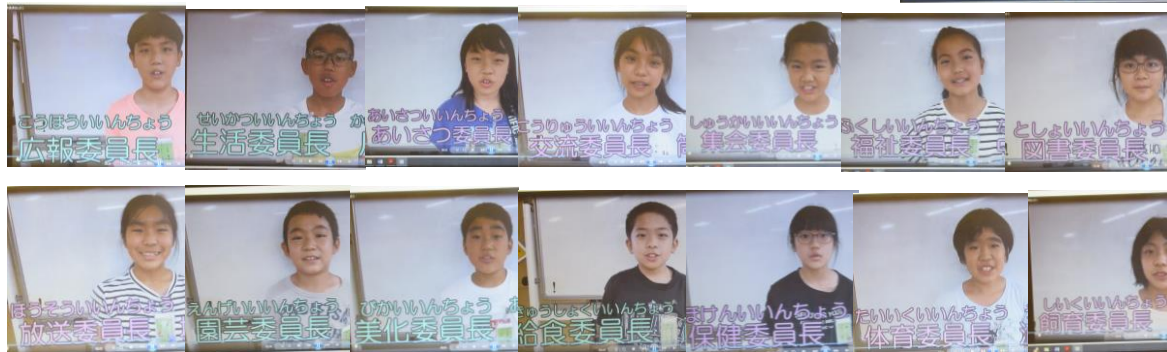 こうほういいんちょう
広報委員長
せいかついいんちょう
生活委員長
あいさついいんちょう
あいさつ委員長
こうりゅういいんちょう
交流委員長
しゅうかいいいんちょう
集会委員長
ふくしいいんちょう
福祉委員長
としょいいんちょう
図書委員長
ほうそういいんちょう
放送委員長
えんげいいいんちょう
園芸委員長
びかいいんちょう
美化委員長
きゅうしょくいいんちょう
給食委員長
ほけんいいんちょう
保健委員長
たいいくいいんちょう
体育委員長
しいくいいんちょう
飼育委員長